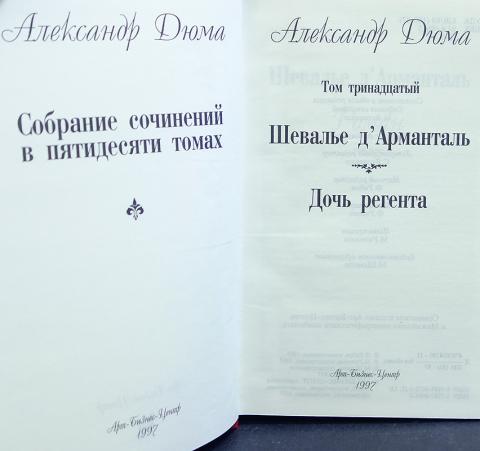 Александр Дюма
Собрание сочинений
в пятидесяти томах
Арт-Бизнес-Центр
1997
Александр Дюма
Том тринадцатый
Шевалье д'Арманталь
Дочь регента
Арт-Бизнес-Центр
1997